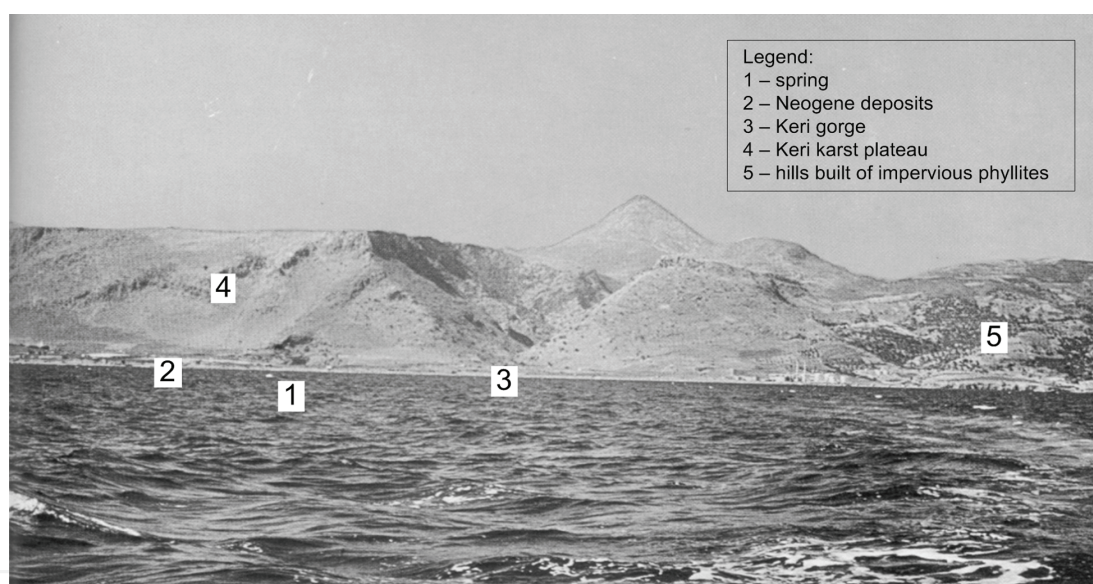 Legend:
1 – spring
2 – Neogene deposits
3 – Keri gorge
4 – Keri karst plateau
5 – hills built of impervious phyllites
4
5
2
3
1